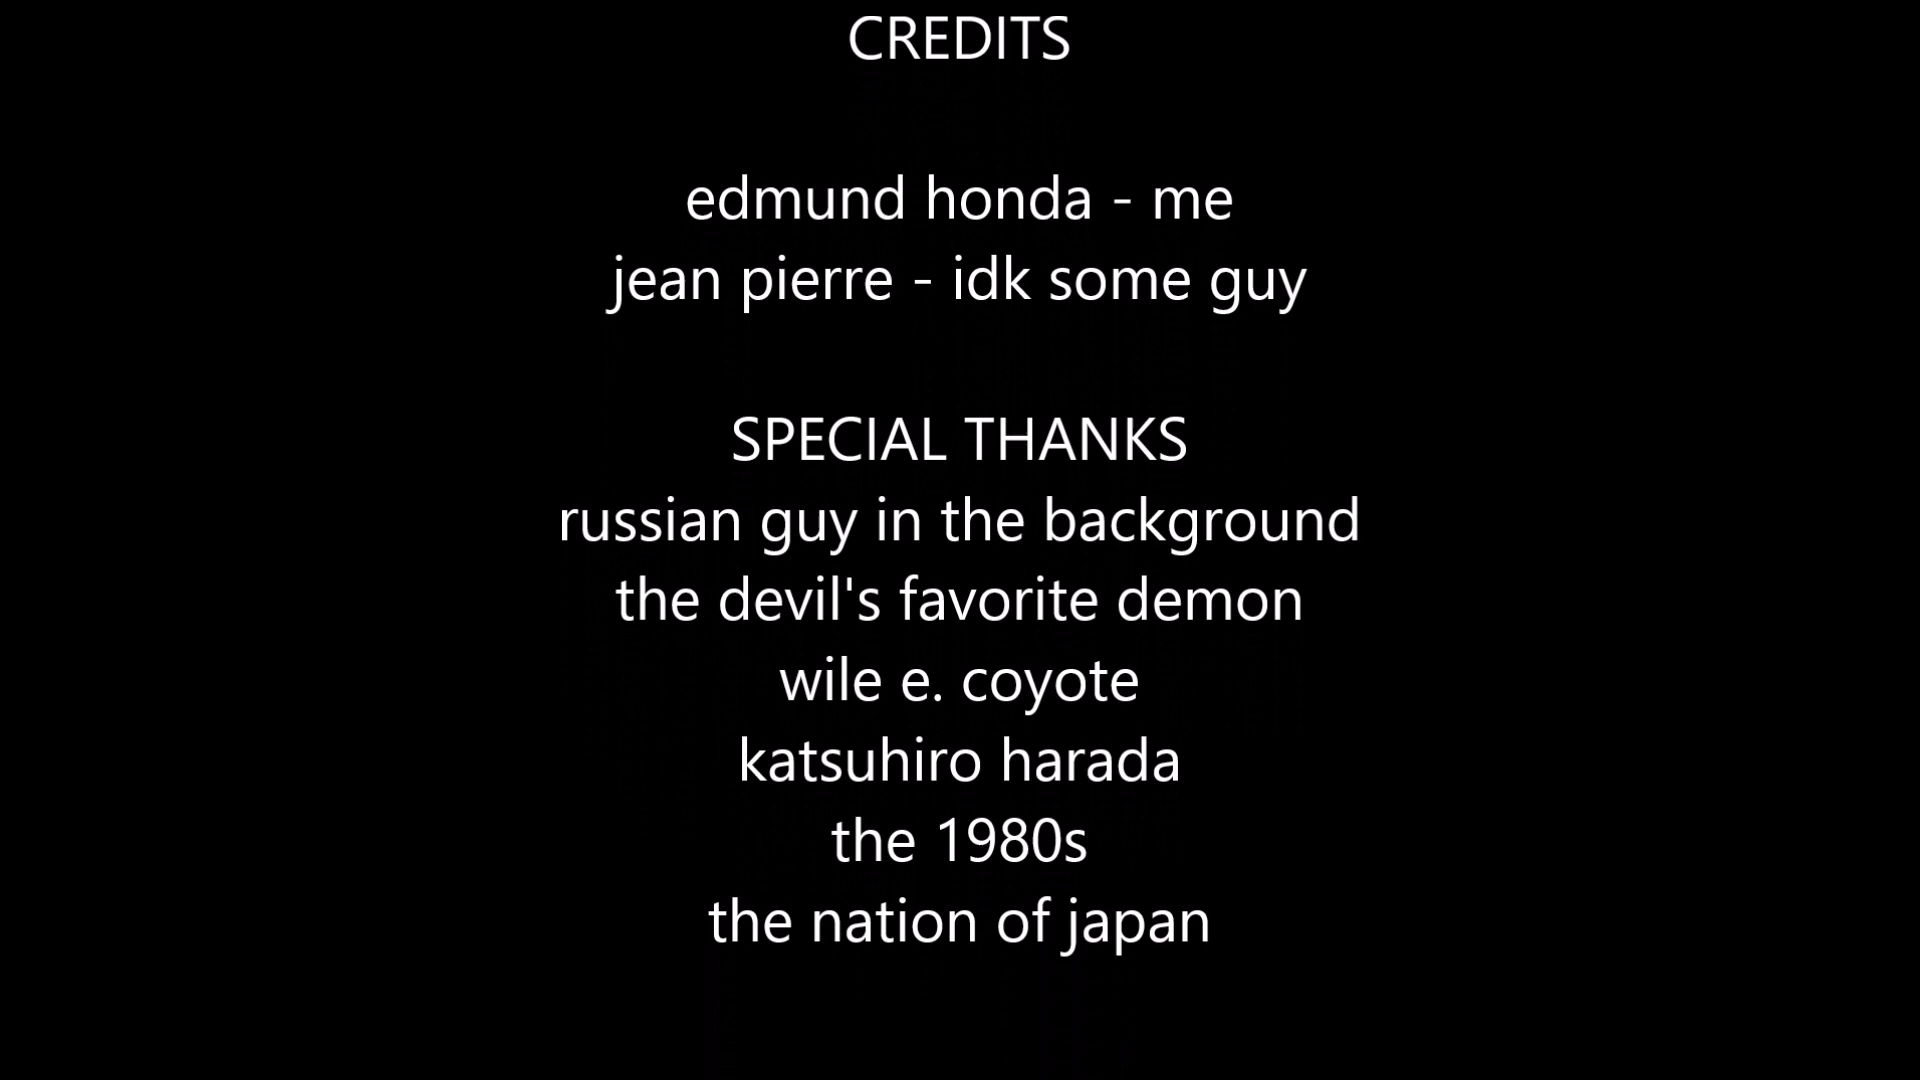 CREDITS
edmund honda - me
jean pierre - idk some guy
SPECIAL THANKS
russian guy in the background
the devil's favorite demon
wile e. coyote
katsuhiro harada
the 1980s
the nation of japan